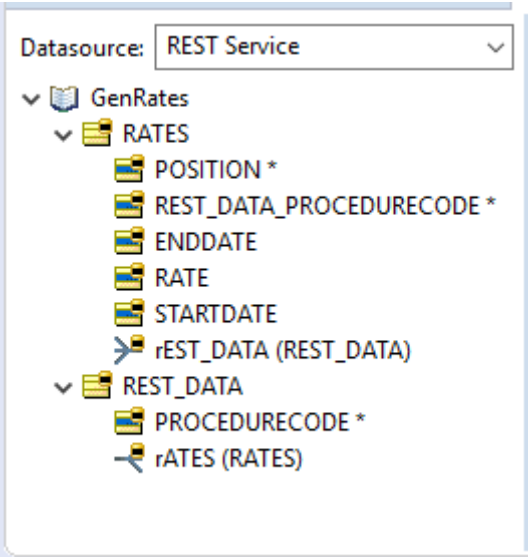 Datasource: REST Service
GenRates
RATES
POSITION *
REST_DATA_PROCEDURECODE *
ENDDATE
RATE
STARTDATE
rEST_DATA (REST_DATA)
REST_DATA
PROCEDURECODE *
rATES (RATES)